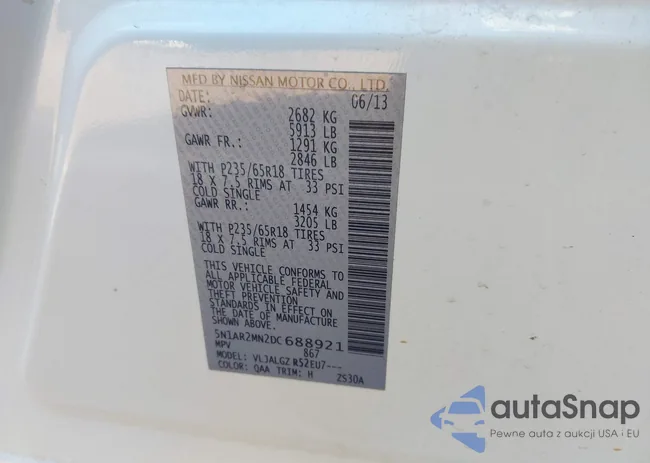 MFD BY NISSAN MOTOR CO., LTD.
DATE: 06/13
GVWR: 2682 KG
5913 LB
GAWR FR.: 1291 KG
2846 LB
WITH P235/65R18 TIRES
18 X 7.5 RIMS AT 33 PSI
COLD SINGLE
GAWR RR.: 1454 KG
3205 LB
WITH P235/65R18 TIRES
18 X 7.5 RIMS AT 33 PSI
COLD SINGLE
THIS VEHICLE CONFORMS TO
ALL APPLICABLE FEDERAL
MOTOR VEHICLE SAFETY AND
THEFT PREVENTION
STANDARDS IN EFFECT ON
THE DATE OF MANUFACTURE
SHOWN ABOVE.
5N1AR2MN2DC688921
MPV 867
MODEL: VLJALGZ R52EU7---
COLOR: QAA TRIM: H 2S30A
autaSnap
Pewne auta z aukcji USA i EU